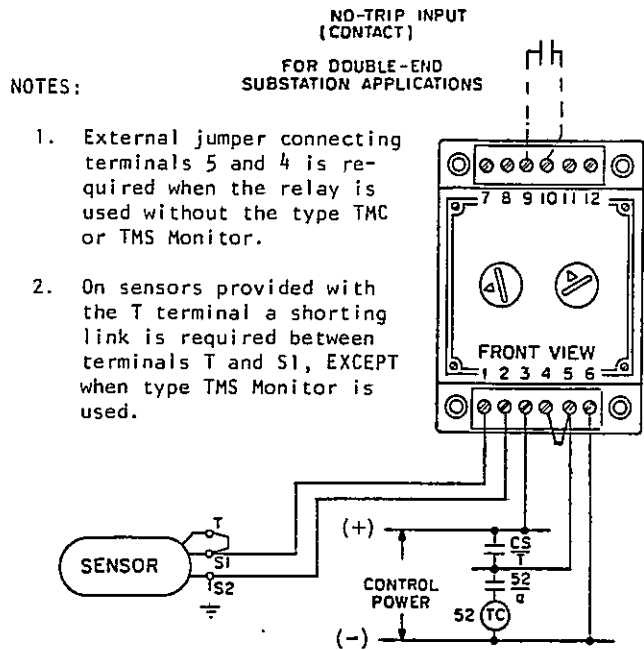 NO-TRIP INPUT
[CONTACT]
FOR DOUBLE-END
SUBSTATION APPLICATIONS
NOTES:
1. External jumper connecting
terminals 5 and 4 is re-
quired when the relay is
used without the type TMC
or TMS Monitor.
2. On sensors provided with
the T terminal a shorting
link is required between
terminals T and S1, EXCEPT
when type TMS Monitor is
used.
7 8 9 10 11 12
FRONT VIEW
1 2 3 4 5 6
SENSOR
T
S1
S2
(+)
CONTROL
POWER
(-)
CS
T
52
a
52 TC